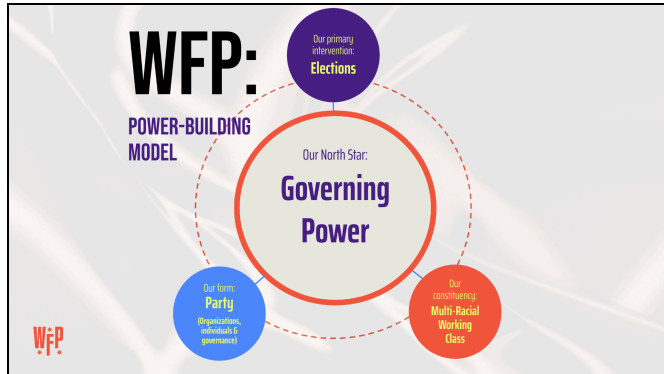 WFP:
POWER-BUILDING
MODEL
Our primary
intervention:
Elections
Our North Star:
Governing
Power
Our form:
Party
(Organizations,
individuals &
governance)
Our
constituency:
Multi-Racial
Working
Class
WFP